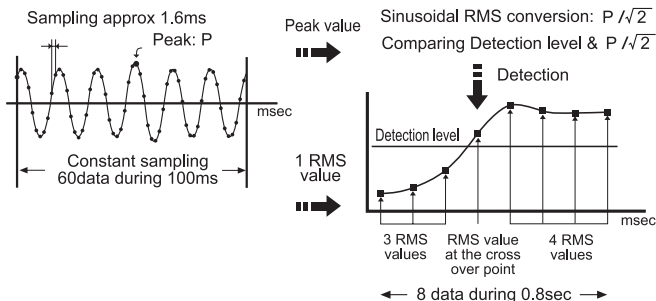 Sampling approx 1.6ms
Peak: P
msec
Constant sampling
60data during 100ms
Peak value
1 RMS
value
Sinusoidal RMS conversion: P/√2
Comparing Detection level & P/√2
Detection
Detection level
msec
3 RMS
values
RMS value
at the cross
over point
4 RMS
values
8 data during 0.8sec